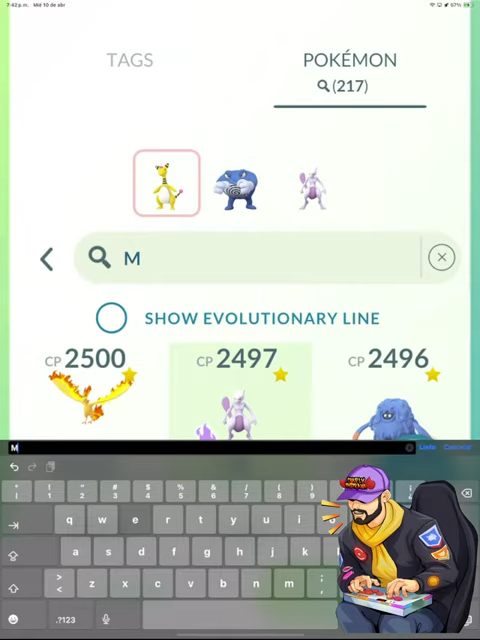 7:42 p.m. Mié 10 de abr
57%
TAGS
POKÉMON
(217)
M
SHOW EVOLUTIONARY LINE
CP 2500
CP 2497
CP 2496
M
Listo Cancelar
q w e r t y u i
a s d f g h j k
> < z x c v b n m ;
.?123